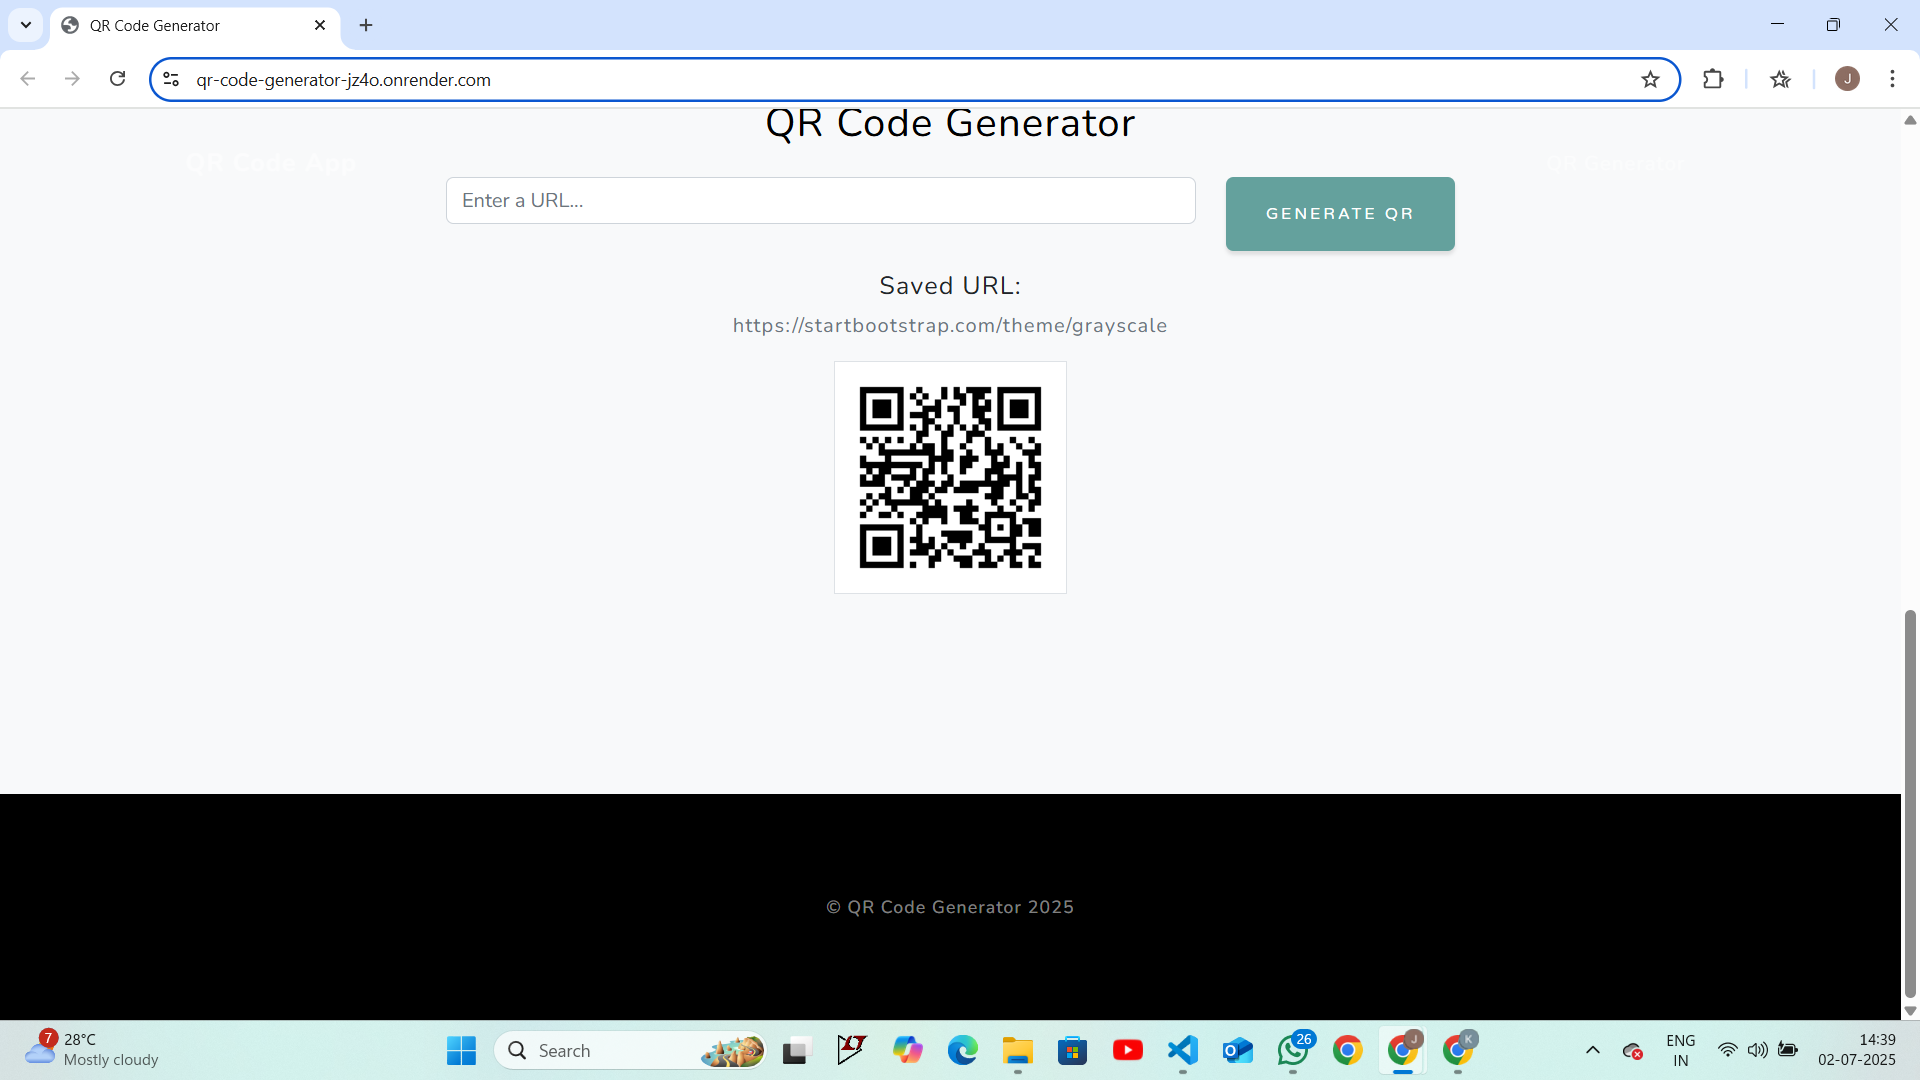 QR Code Generator
qr-code-generator-jz4o.onrender.com
QR Code Generator
QR Code App
QR Generator
Enter a URL...
GENERATE QR
Saved URL:
https://startbootstrap.com/theme/grayscale
© QR Code Generator 2025
7
28°C
Mostly cloudy
Search
26
J
K
ENG
IN
14:39
02-07-2025
J